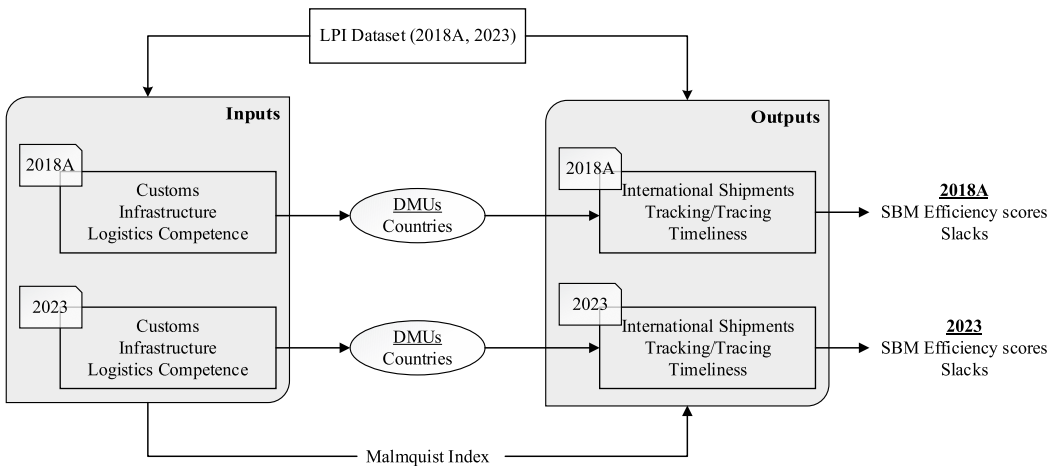 LPI Dataset (2018A, 2023)
Inputs
2018A
Customs
Infrastructure
Logistics Competence
DMUs
Countries
Outputs
2018A
International Shipments
Tracking/Tracing
Timeliness
2018A
SBM Efficiency scores
Slacks
2023
Customs
Infrastructure
Logistics Competence
DMUs
Countries
2023
International Shipments
Tracking/Tracing
Timeliness
2023
SBM Efficiency scores
Slacks
Malmquist Index